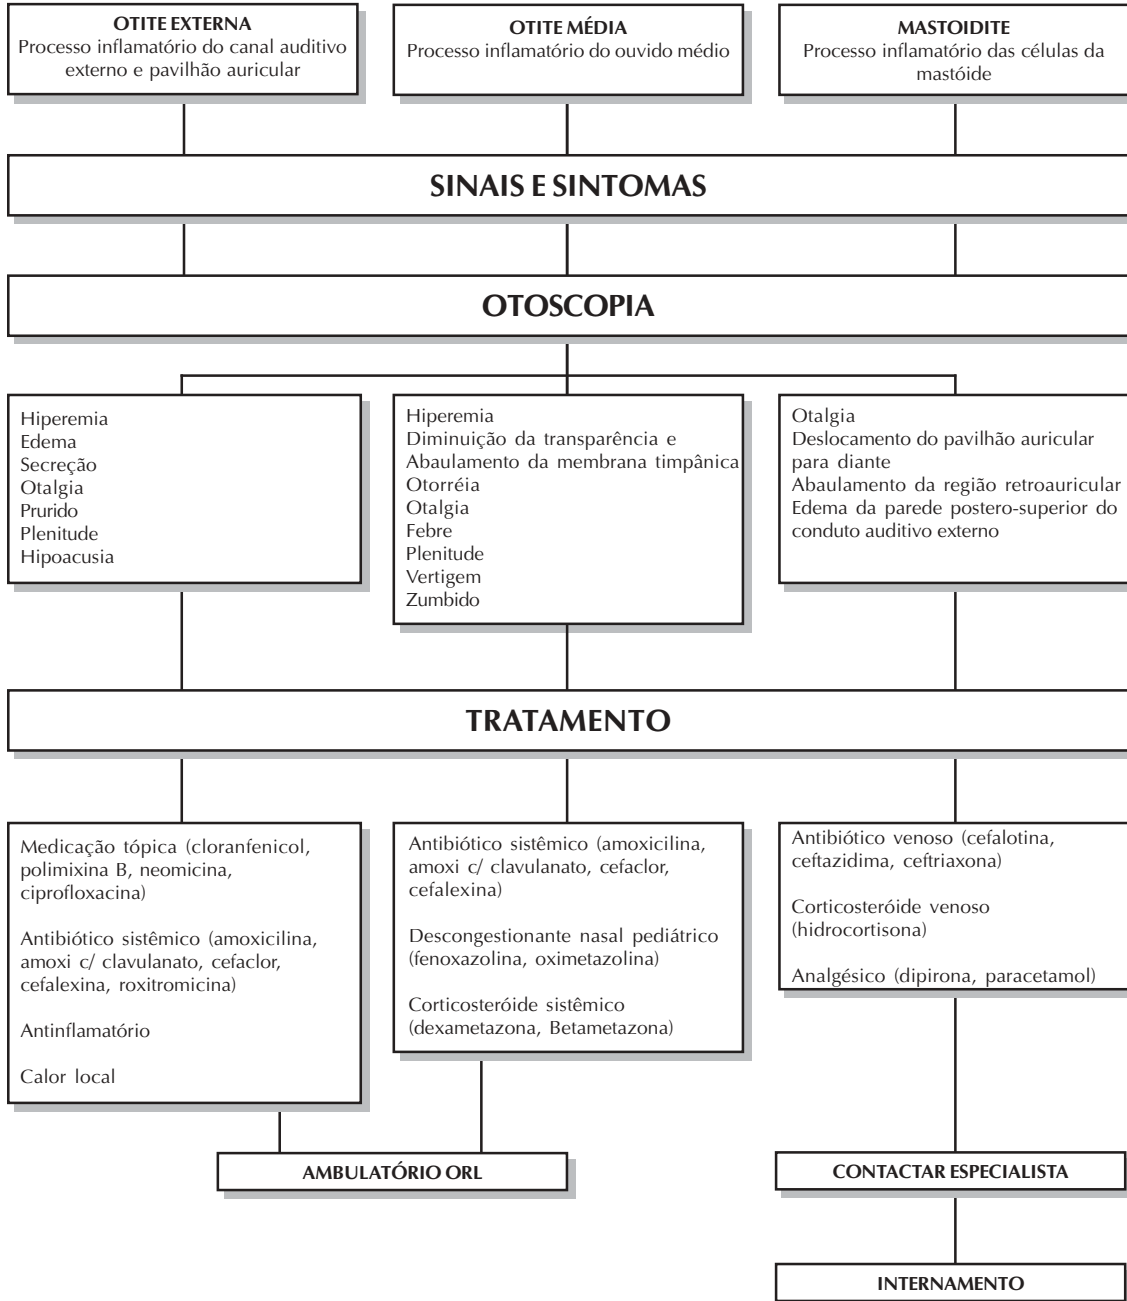 OTITE EXTERNA
Processo inflamatório do canal auditivo
externo e pavilhão auricular
OTITE MÉDIA
Processo inflamatório do ouvido médio
MASTOIDITE
Processo inflamatório das células da
mastóide
SINAIS E SINTOMAS
OTOSCOPIA
Hiperemia
Edema
Secreção
Otalgia
Prurido
Plenitude
Hipoacusia
Hiperemia
Diminuição da transparência e
Abaulamento da membrana timpânica
Otorréia
Otalgia
Febre
Plenitude
Vertigem
Zumbido
Otalgia
Deslocamento do pavilhão auricular
para diante
Abaulamento da região retroauricular
Edema da parede postero-superior do
conduto auditivo externo
TRATAMENTO
Medicação tópica (cloranfenicol,
polimixina B, neomicina,
ciprofloxacina)
Antibiótico sistêmico (amoxicilina,
amoxi c/ clavulanato, cefaclor,
cefalexina, roxitromicina)
Antinflamatório
Calor local
Antibiótico sistêmico (amoxicilina,
amoxi c/ clavulanato, cefaclor,
cefalexina)
Descongestionante nasal pediátrico
(fenoxazolina, oximetazolina)
Corticosteróide sistêmico
(dexametazona, Betametazona)
Antibiótico venoso (cefalotina,
ceftazidima, ceftriaxona)
Corticosteróide venoso
(hidrocortisona)
Analgésico (dipirona, paracetamol)
AMBULATÓRIO ORL
CONTACTAR ESPECIALISTA
INTERNAMENTO